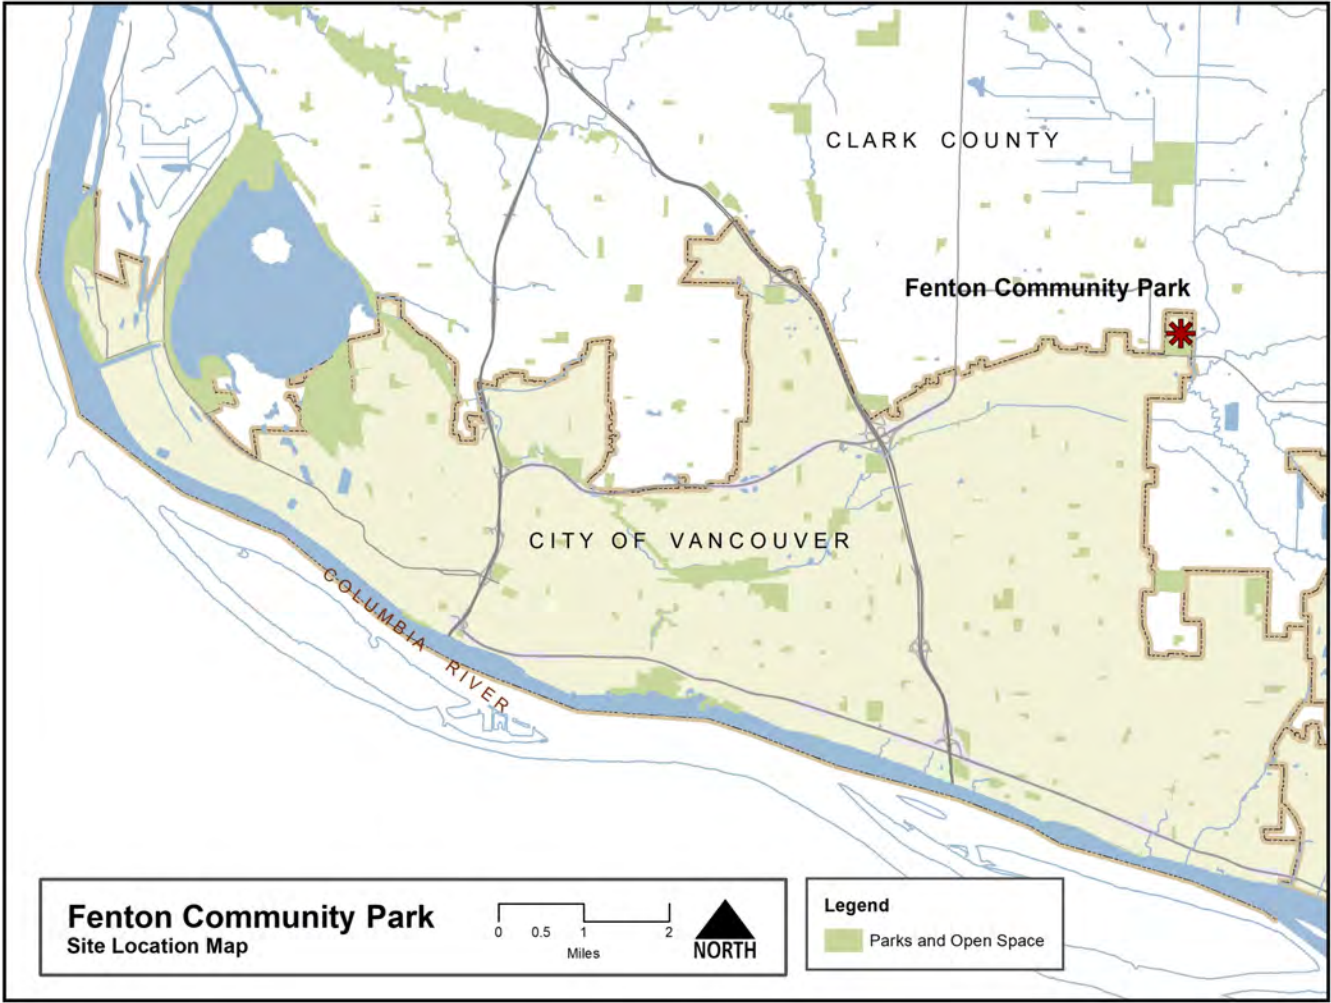 CLARK COUNTY
Fenton Community Park
CITY OF VANCOUVER
COLUMBIA RIVER
Fenton Community Park
Site Location Map
0 0.5 1 2
Miles
NORTH
Legend
Parks and Open Space